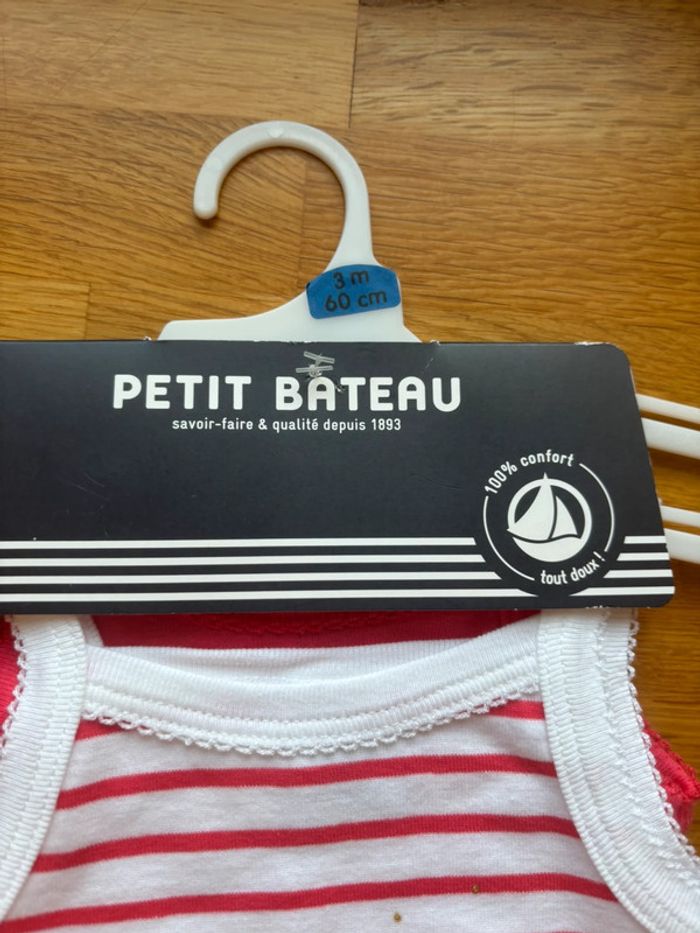 3 m
60 cm
PETIT BATEAU
savoir-faire & qualité depuis 1893
100% confort
tout doux !